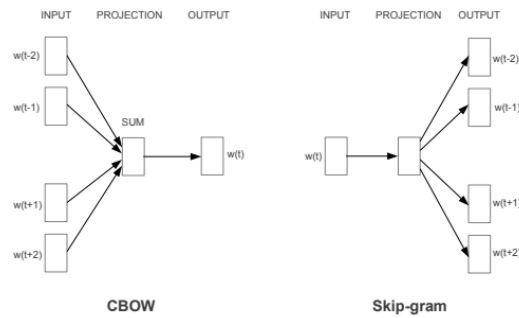 INPUT PROJECTION OUTPUT
w(t-2)
w(t-1)
SUM
w(t)
w(t+1)
w(t+2)
CBOW
INPUT PROJECTION OUTPUT
w(t-2)
w(t-1)
w(t)
w(t+1)
w(t+2)
Skip-gram